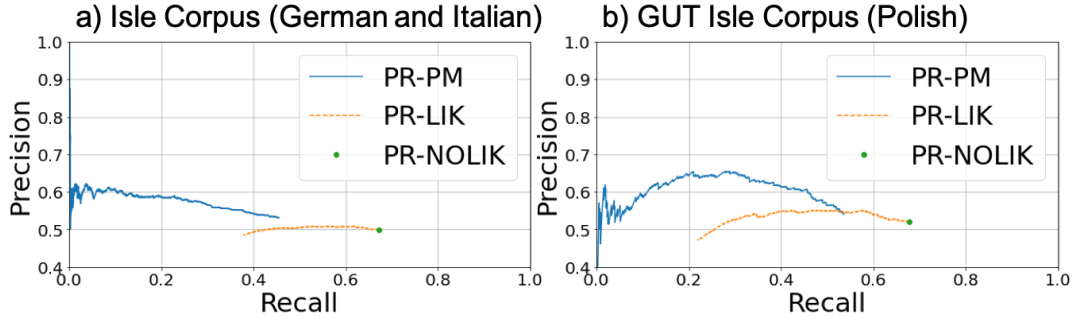 a) Isle Corpus (German and Italian)
1.0
0.9
0.8
0.7
0.6
0.5
0.4
Precision
PR-PM
PR-LIK
PR-NOLIK
0.0 0.2 0.4 0.6 0.8 1.0
Recall
b) GUT Isle Corpus (Polish)
1.0
0.9
0.8
0.7
0.6
0.5
0.4
Precision
PR-PM
PR-LIK
PR-NOLIK
0.0 0.2 0.4 0.6 0.8 1.0
Recall